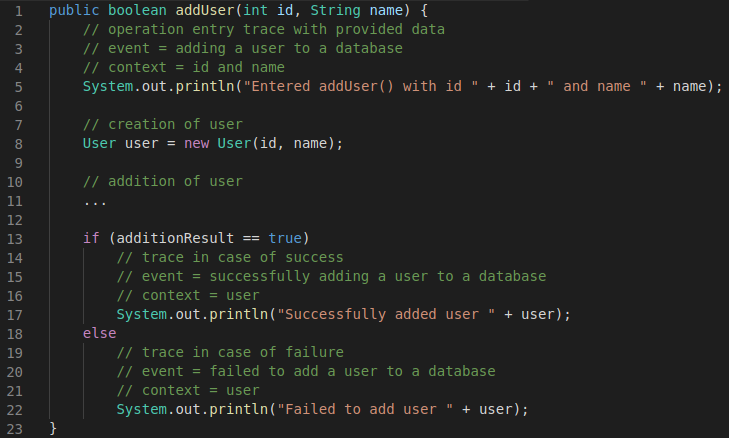 1 public boolean addUser(int id, String name) {
2 // operation entry trace with provided data
3 // event = adding a user to a database
4 // context = id and name
5 System.out.println("Entered addUser() with id " + id + " and name " + name);
6
7 // creation of user
8 User user = new User(id, name);
9
10 // addition of user
11 ...
12
13 if (additionResult == true)
14 // trace in case of success
15 // event = successfully adding a user to a database
16 // context = user
17 System.out.println("Successfully added user " + user);
18 else
19 // trace in case of failure
20 // event = failed to add a user to a database
21 // context = user
22 System.out.println("Failed to add user " + user);
23 }